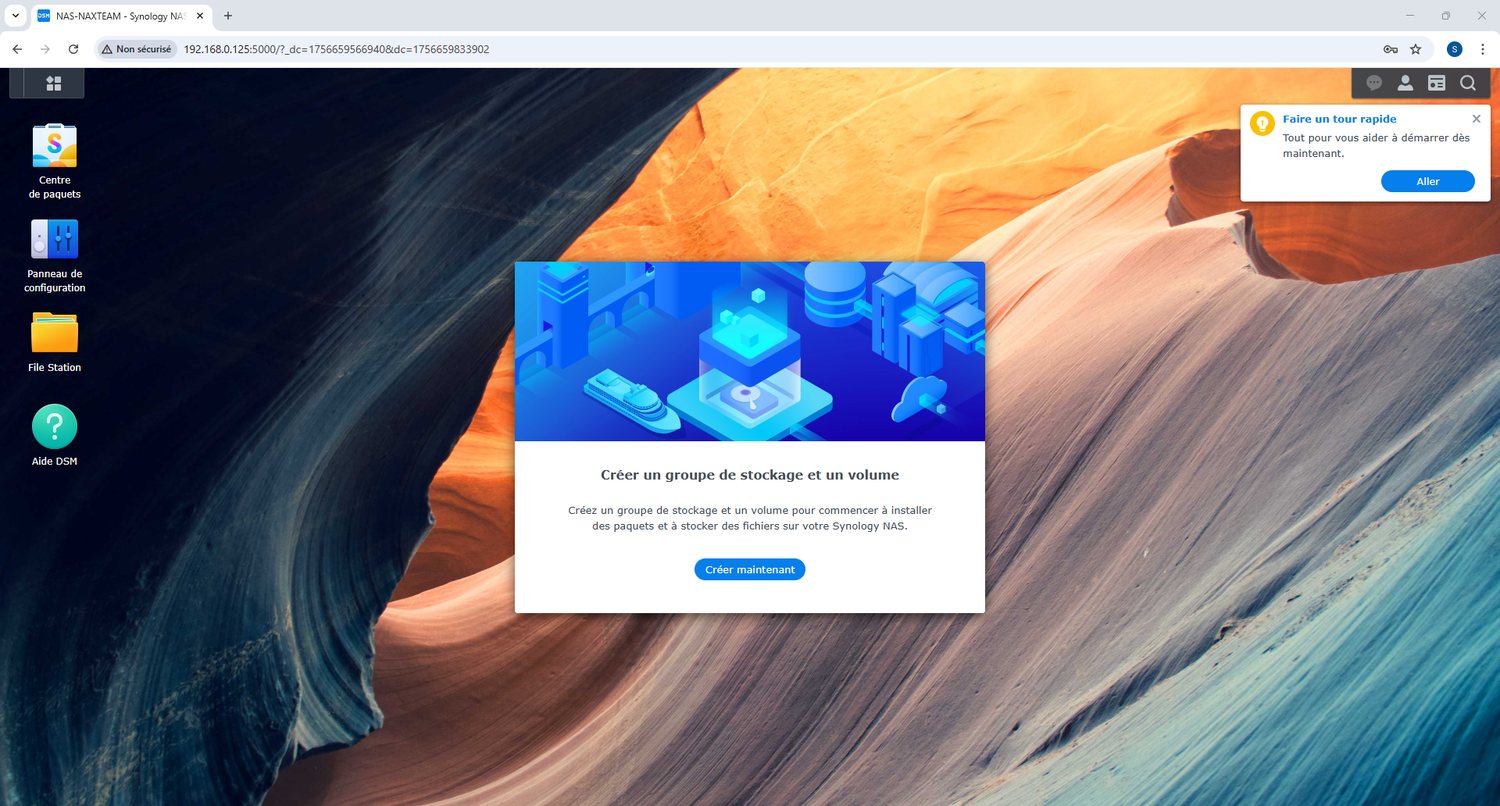 NAS-NAXTEAM - Synology NA
Non sécurisé
192.168.0.125:5000/?_dc=1756659566940&dc=1756659833902
S
Faire un tour rapide
Tout pour vous aider à démarrer dès
maintenant.
Aller
Centre
de paquets
Panneau de
configuration
File Station
Aide DSM
Créer un groupe de stockage et un volume
Créez un groupe de stockage et un volume pour commencer à installer
des paquets et à stocker des fichiers sur votre Synology NAS.
Créer maintenant